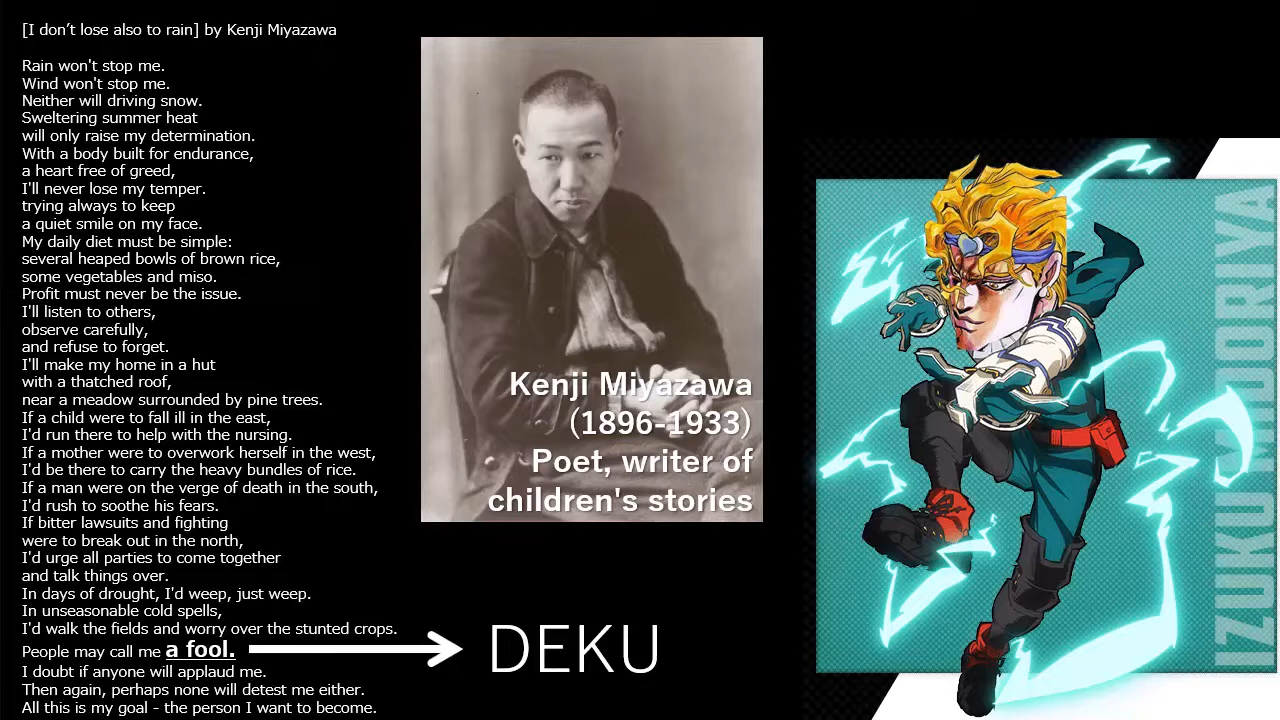 [I don’t lose also to rain] by Kenji Miyazawa
Rain won't stop me.
Wind won't stop me.
Neither will driving snow.
Sweltering summer heat
will only raise my determination.
With a body built for endurance,
a heart free of greed,
I'll never lose my temper.
trying always to keep
a quiet smile on my face.
My daily diet must be simple:
several heaped bowls of brown rice,
some vegetables and miso.
Profit must never be the issue.
I'll listen to others,
observe carefully,
and refuse to forget.
I'll make my home in a hut
with a thatched roof,
near a meadow surrounded by pine trees.
If a child were to fall ill in the east,
I'd run there to help with the nursing.
If a mother were to overwork herself in the west,
I'd be there to carry the heavy bundles of rice.
If a man were on the verge of death in the south,
I'd rush to soothe his fears.
If bitter lawsuits and fighting
were to break out in the north,
I'd urge all parties to come together
and talk things over.
In days of drought, I'd weep, just weep.
In unseasonable cold spells,
I'd walk the fields and worry over the stunted crops.
People may call me a fool.
I doubt if anyone will applaud me.
Then again, perhaps none will detest me either.
All this is my goal - the person I want to become.
Kenji Miyazawa
(1896-1933)
Poet, writer of
children's stories
DEKU
IZUKU MIDORIYA